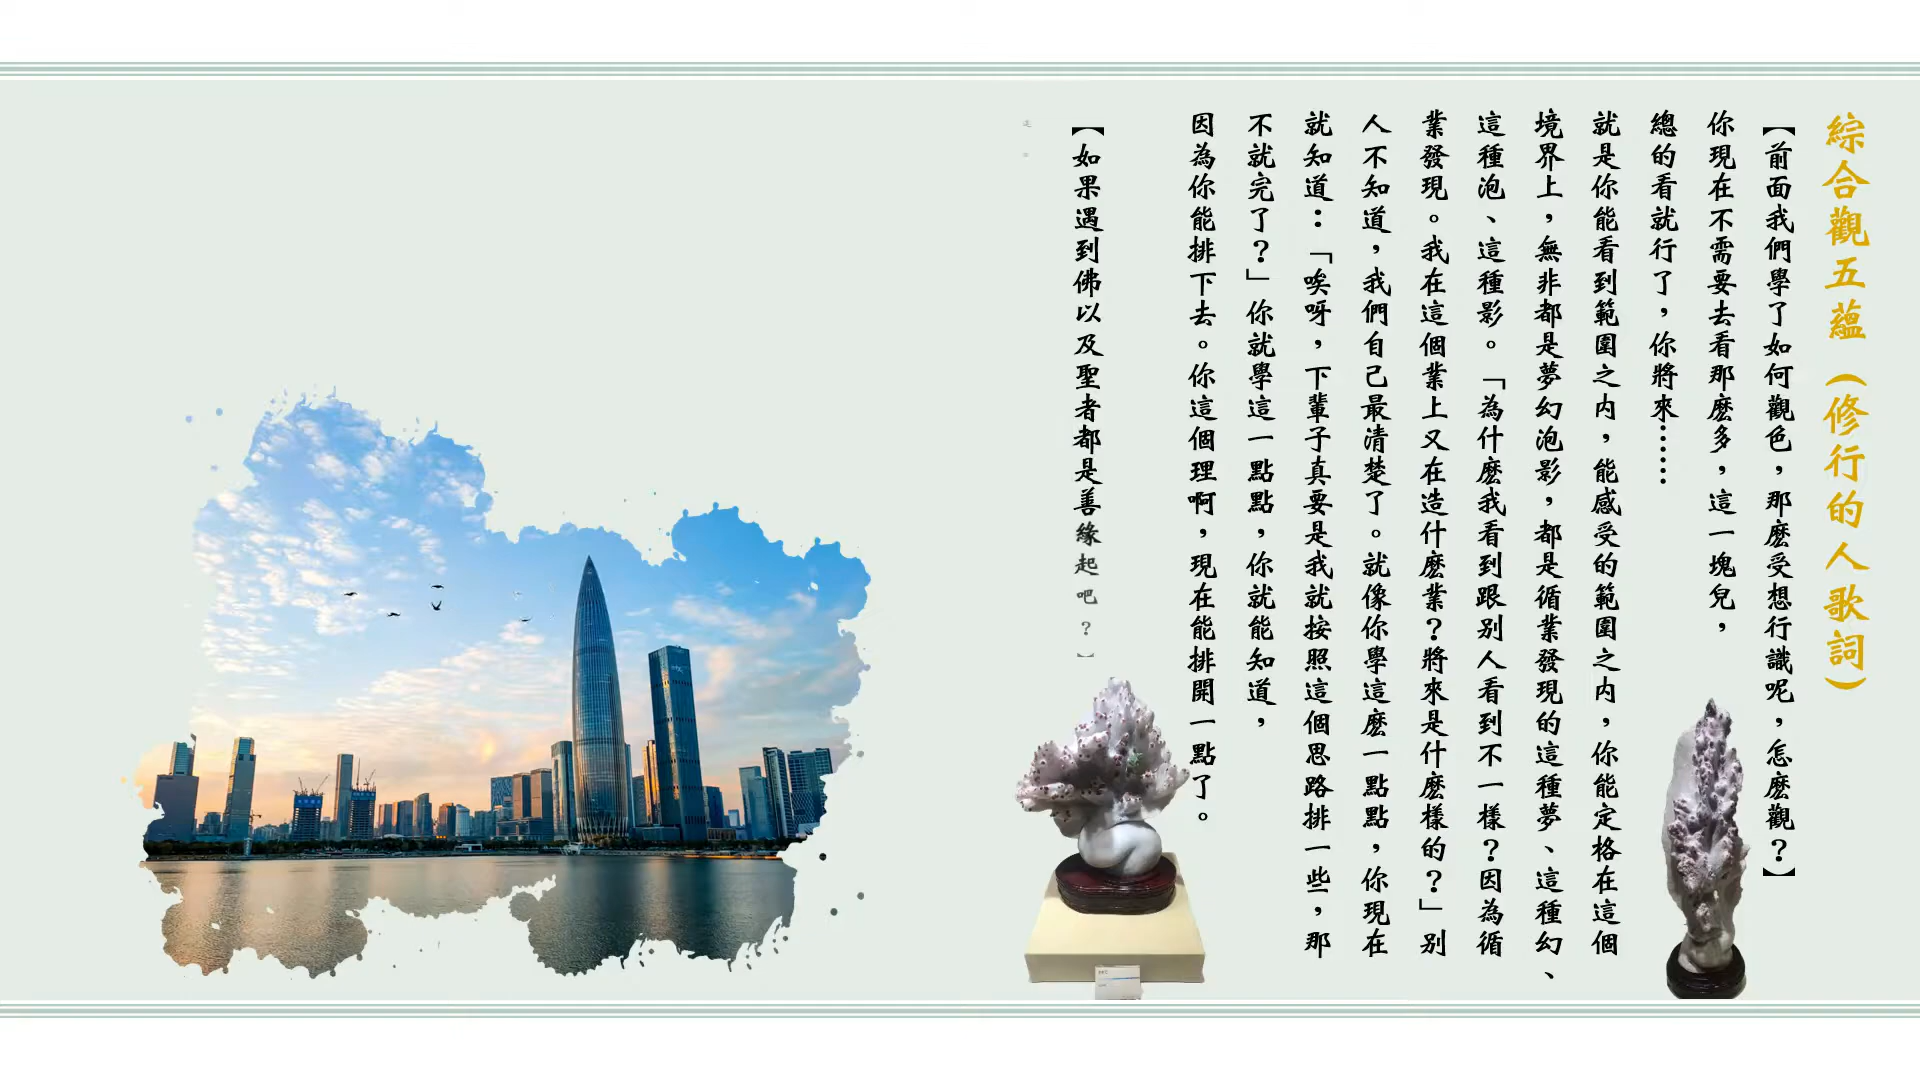 綜合觀五蘊（修行的人歌詞）
【前面我們學了如何觀色，那麼受想行識呢，怎麼觀？】
你現在不需要去看那麼多，這一塊兒，
總的看就行了，你將來……
就是你能看到範圍之內，能感受的範圍之內，你能定格在這個
境界上，無非都是夢幻泡影，都是循業發現的這種夢、這種幻、
這種泡、這種影。「為什麼我看到跟別人看到不一樣？因為循
業發現。我在這個業上又在造什麼業？將來是什麼樣的？」別
人不知道，我們自己最清楚了。就像你學這麼一點點，你現在
就知道：「唉呀，下輩子真要是我就按照這個思路排一些，那
不就完了？」你就學這一點點，你就能知道，
因為你能排下去。你這個理啊，現在能排開一點了。
【如果遇到佛以及聖者都是善緣起吧？】